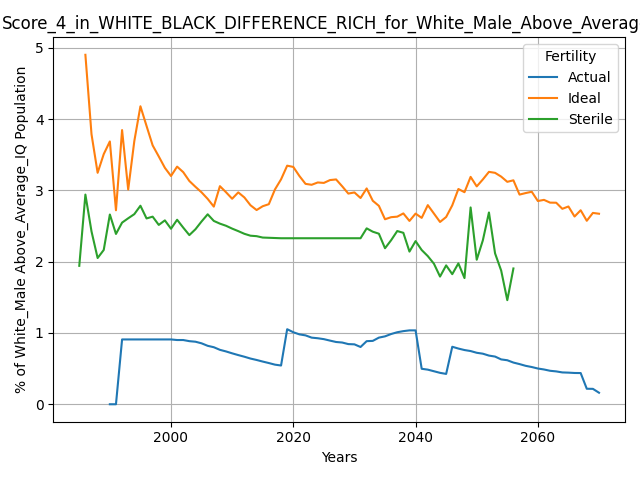 Score_4_in_WHITE_BLACK_DIFFERENCE_RICH_for_White_Male_Above_Averag
Fertility
Actual
Ideal
Sterile
% of White_Male Above_Average_IQ Population
5
4
3
2
1
0
2000 2020 2040 2060
Years